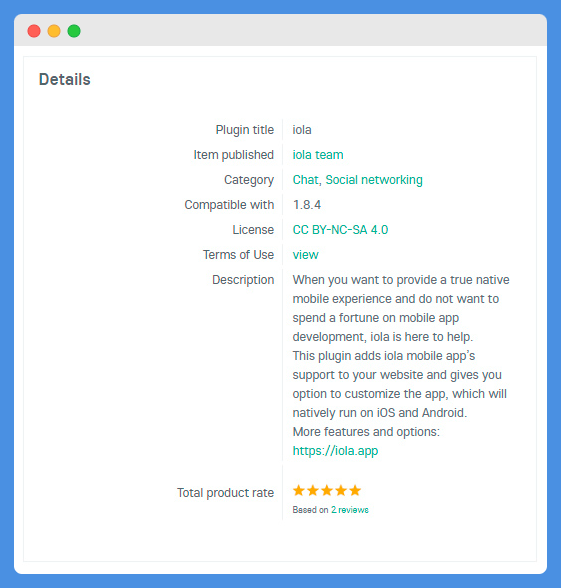 Details
Plugin title iola
Item published iola team
Category Chat, Social networking
Compatible with 1.8.4
License CC BY-NC-SA 4.0
Terms of Use view
Description When you want to provide a true native
mobile experience and do not want to
spend a fortune on mobile app
development, iola is here to help.
This plugin adds iola mobile app's
support to your website and gives you
option to customize the app, which will
natively run on iOS and Android.
More features and options:
https://iola.app
Total product rate
Based on 2 reviews